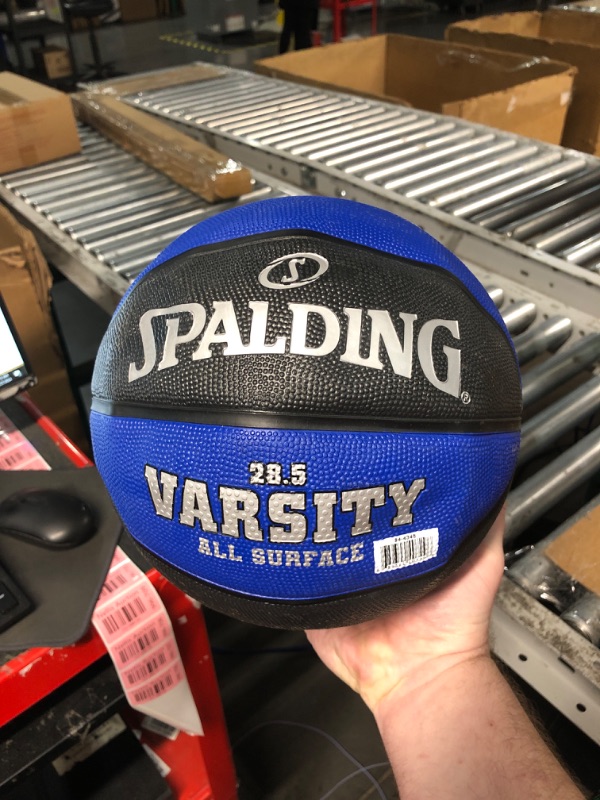 S
SPALDING®
28.5
VARSITY
ALL SURFACE